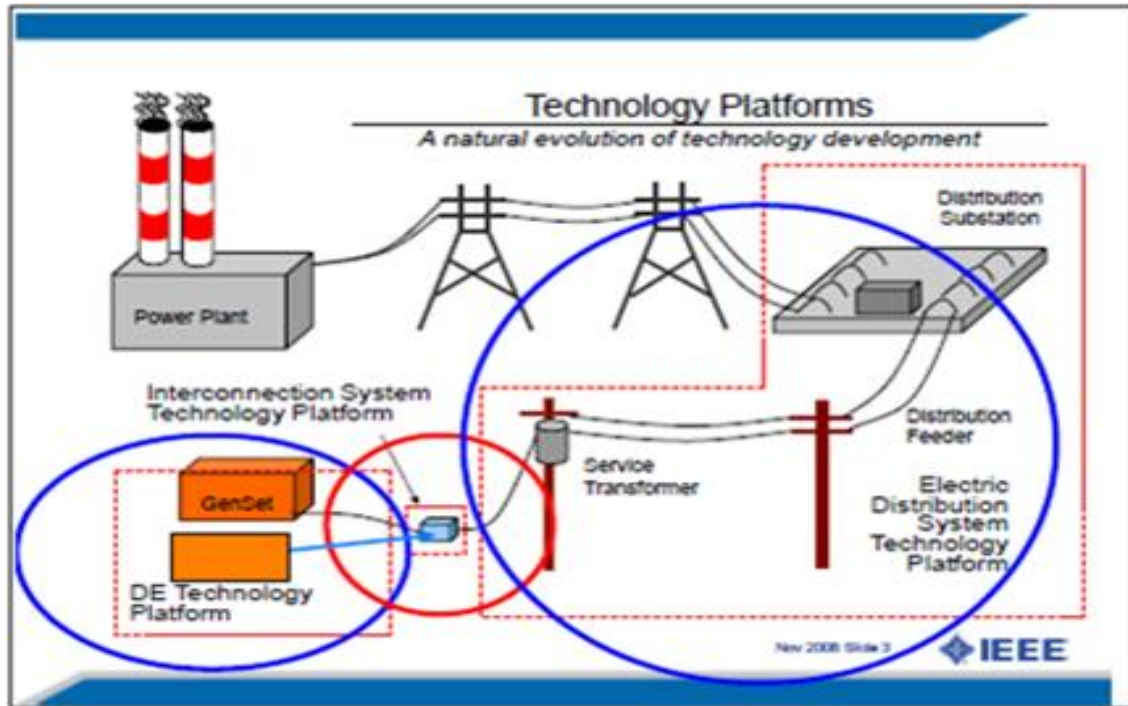 Technology Platforms
A natural evolution of technology development
Distribution
Substation
Power Plant
Interconnection System
Technology Platform
Distribution
Feeder
Service
Transformer
GenSet
Electric
Distribution
System
Technology
Platform
DE Technology
Platform
Nov 2008 Slide 3
IEEE